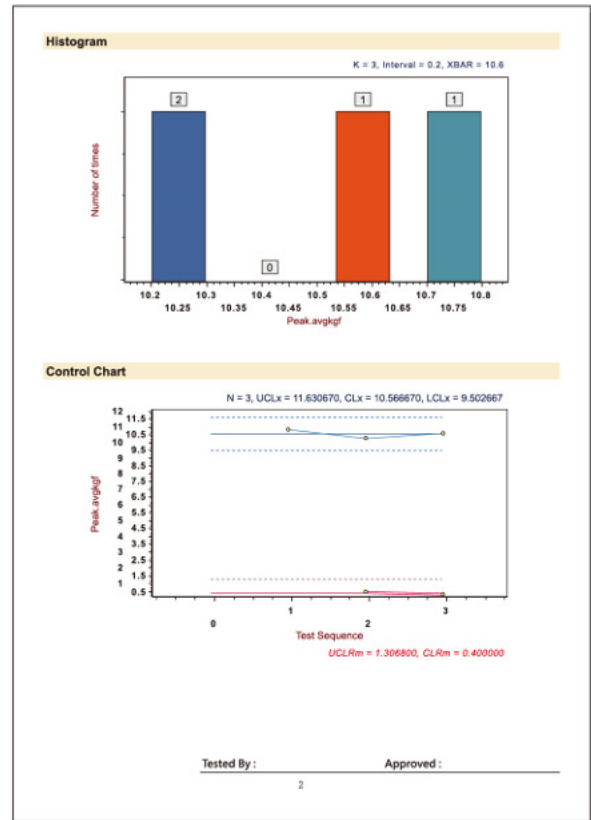 Histogram
K = 3, Interval = 0.2, XBAR = 10.6
2
1
1
Number of times
0
10.2 10.3 10.4 10.5 10.6 10.7 10.8
10.25 10.35 10.45 10.55 10.65 10.75
Peak.avgkgf
Control Chart
N = 3, UCLx = 11.630670, CLx = 10.566670, LCLx = 9.502667
12
11.5
11
10.5
10
9.5
9
8.5
8
7.5
7
6.5
6
5.5
5
4.5
4
3.5
3
2.5
2
1.5
1
0.5
Peak.avgkgf
1 3
0 2
Test Sequence
UCLRm = 1.306800, CLRm = 0.400000
Tested By : Approved :
2